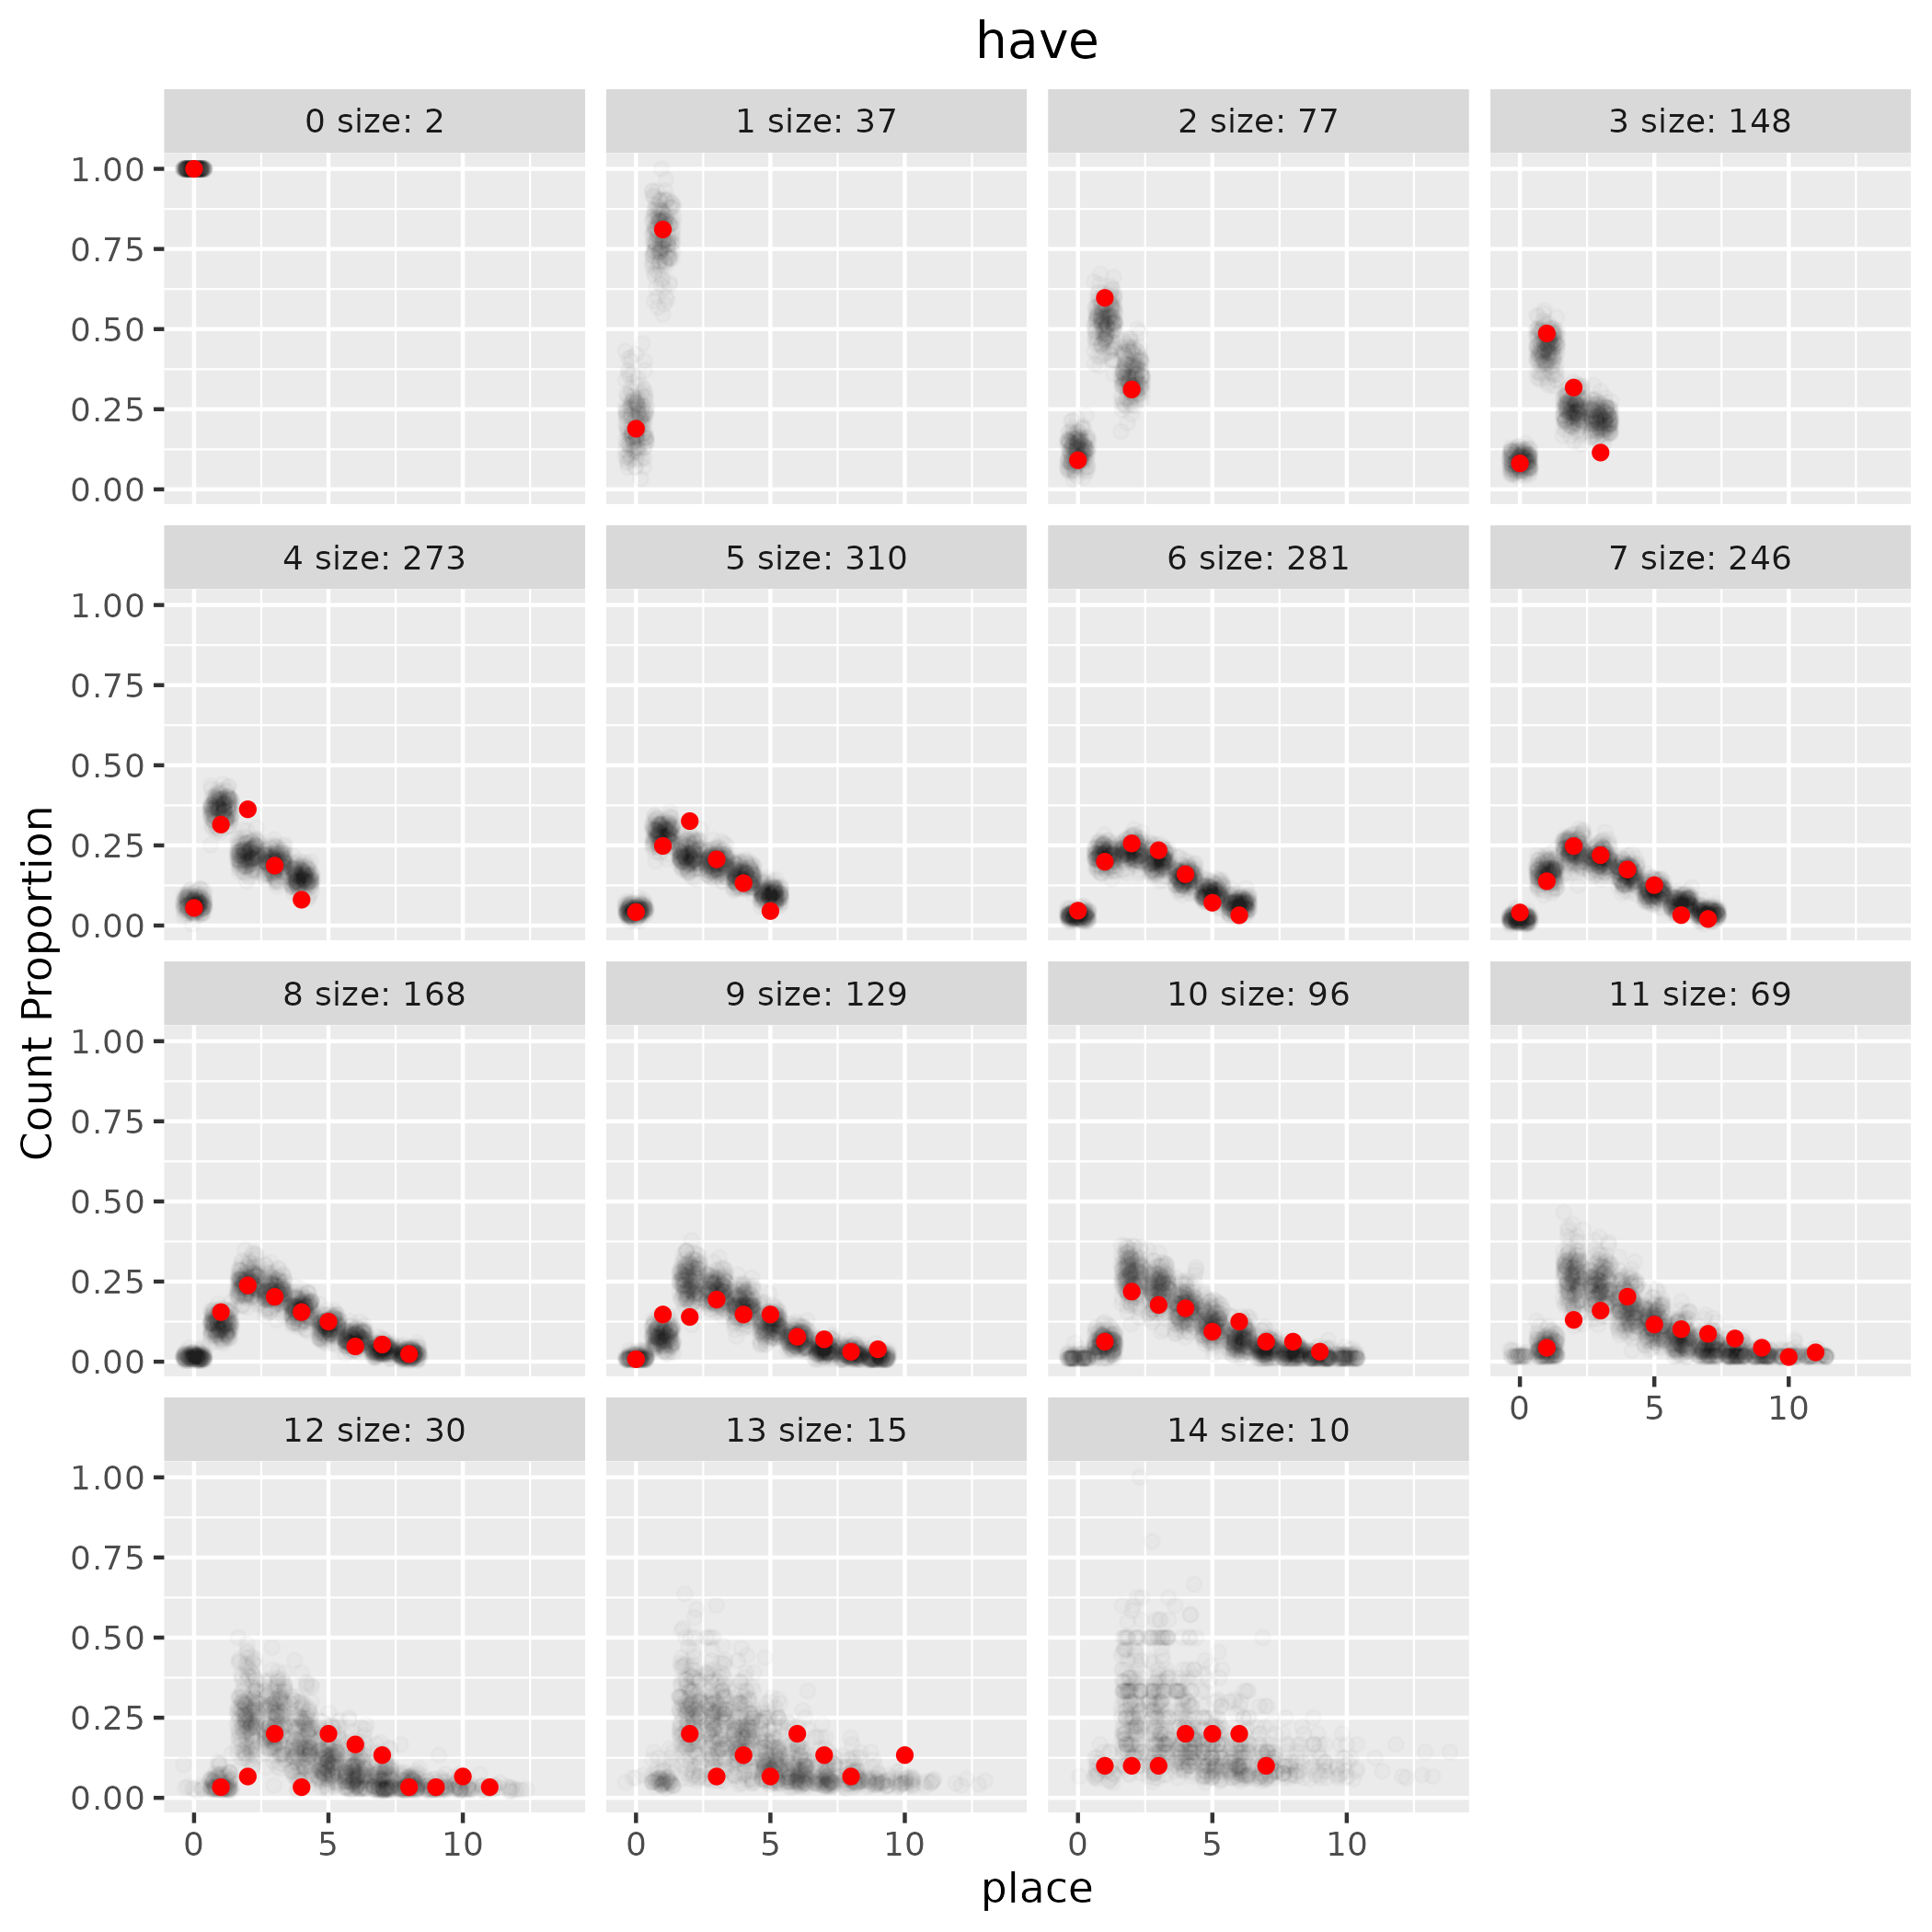 have
0 size: 2
1 size: 37
2 size: 77
3 size: 148
1.00
0.75
0.50
0.25
0.00
4 size: 273
5 size: 310
6 size: 281
7 size: 246
1.00
0.75
0.50
0.25
0.00
Count Proportion
8 size: 168
9 size: 129
10 size: 96
11 size: 69
1.00
0.75
0.50
0.25
0.00
0 5 10
12 size: 30
13 size: 15
14 size: 10
1.00
0.75
0.50
0.25
0.00
0 5 10
0 5 10
0 5 10
place